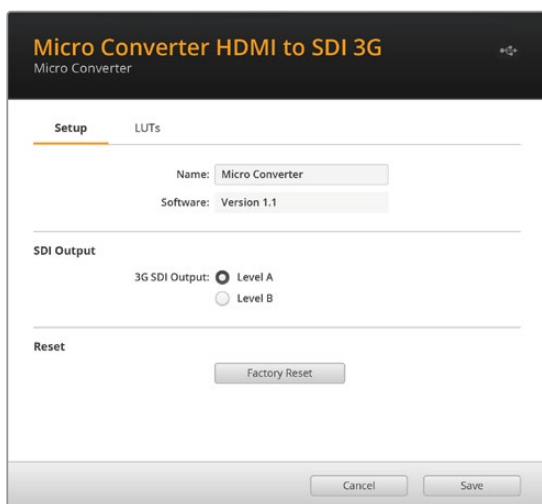 Micro Converter HDMI to SDI 3G
Micro Converter
Setup LUTs
Name: Micro Converter
Software: Version 1.1
SDI Output
3G SDI Output: Level A
Level B
Reset
Factory Reset
Cancel Save